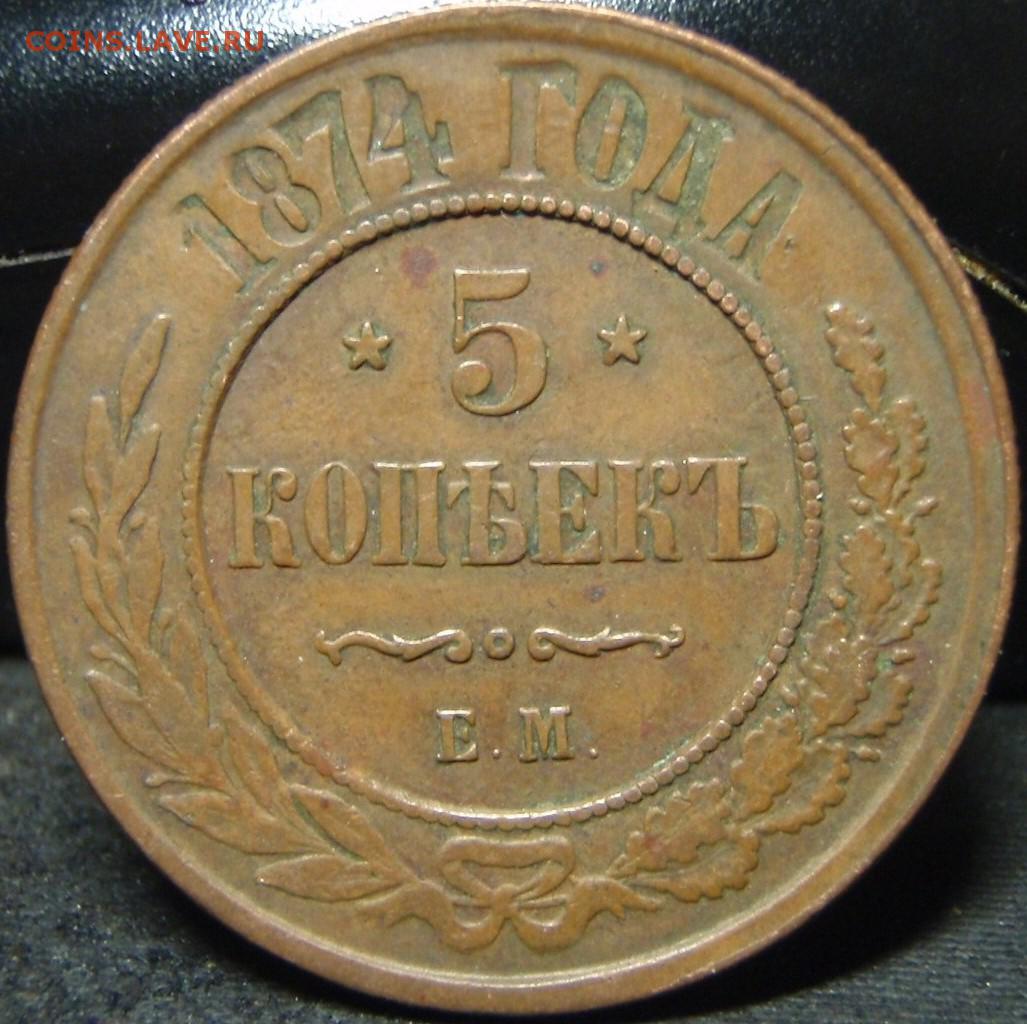 COINS.LAVE.RU
1874 ГОДА.
5
КОПѢЕКЪ
Е.М.